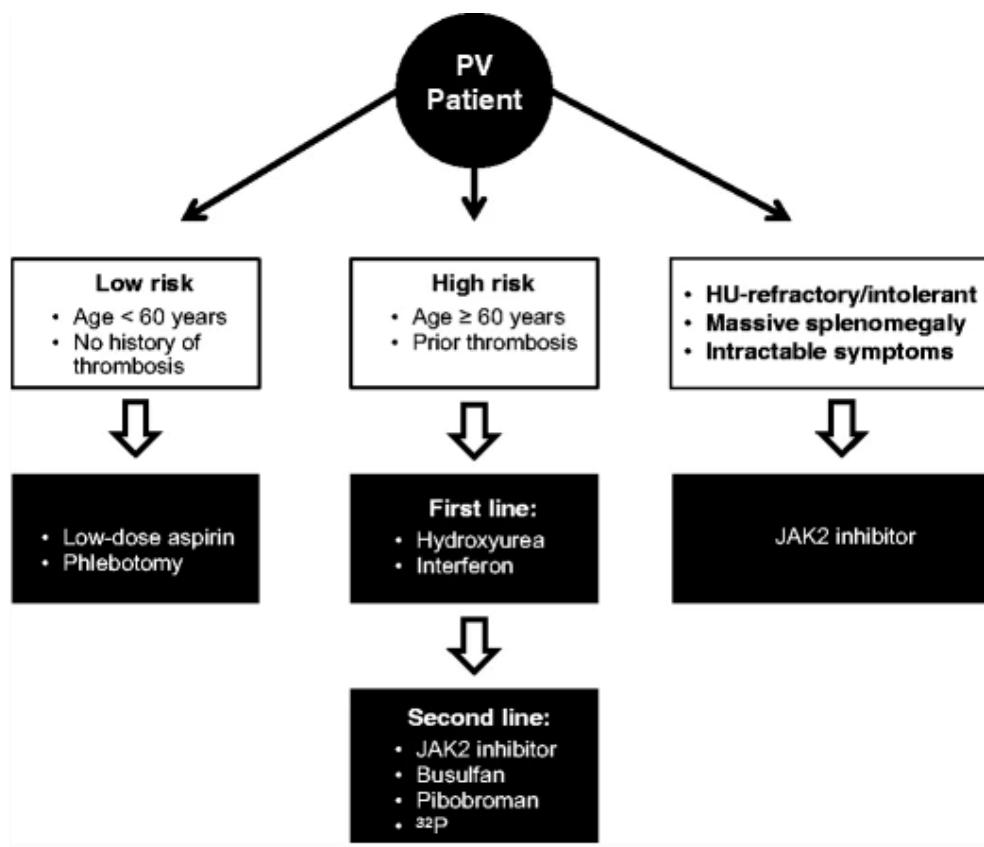 PV
Patient
Low risk
• Age < 60 years
• No history of
thrombosis
High risk
• Age ≥ 60 years
• Prior thrombosis
• HU-refractory/intolerant
• Massive splenomegaly
• Intractable symptoms
• Low-dose aspirin
• Phlebotomy
First line:
• Hydroxyurea
• Interferon
JAK2 inhibitor
Second line:
• JAK2 inhibitor
• Busulfan
• Pibobroman
• ³²P